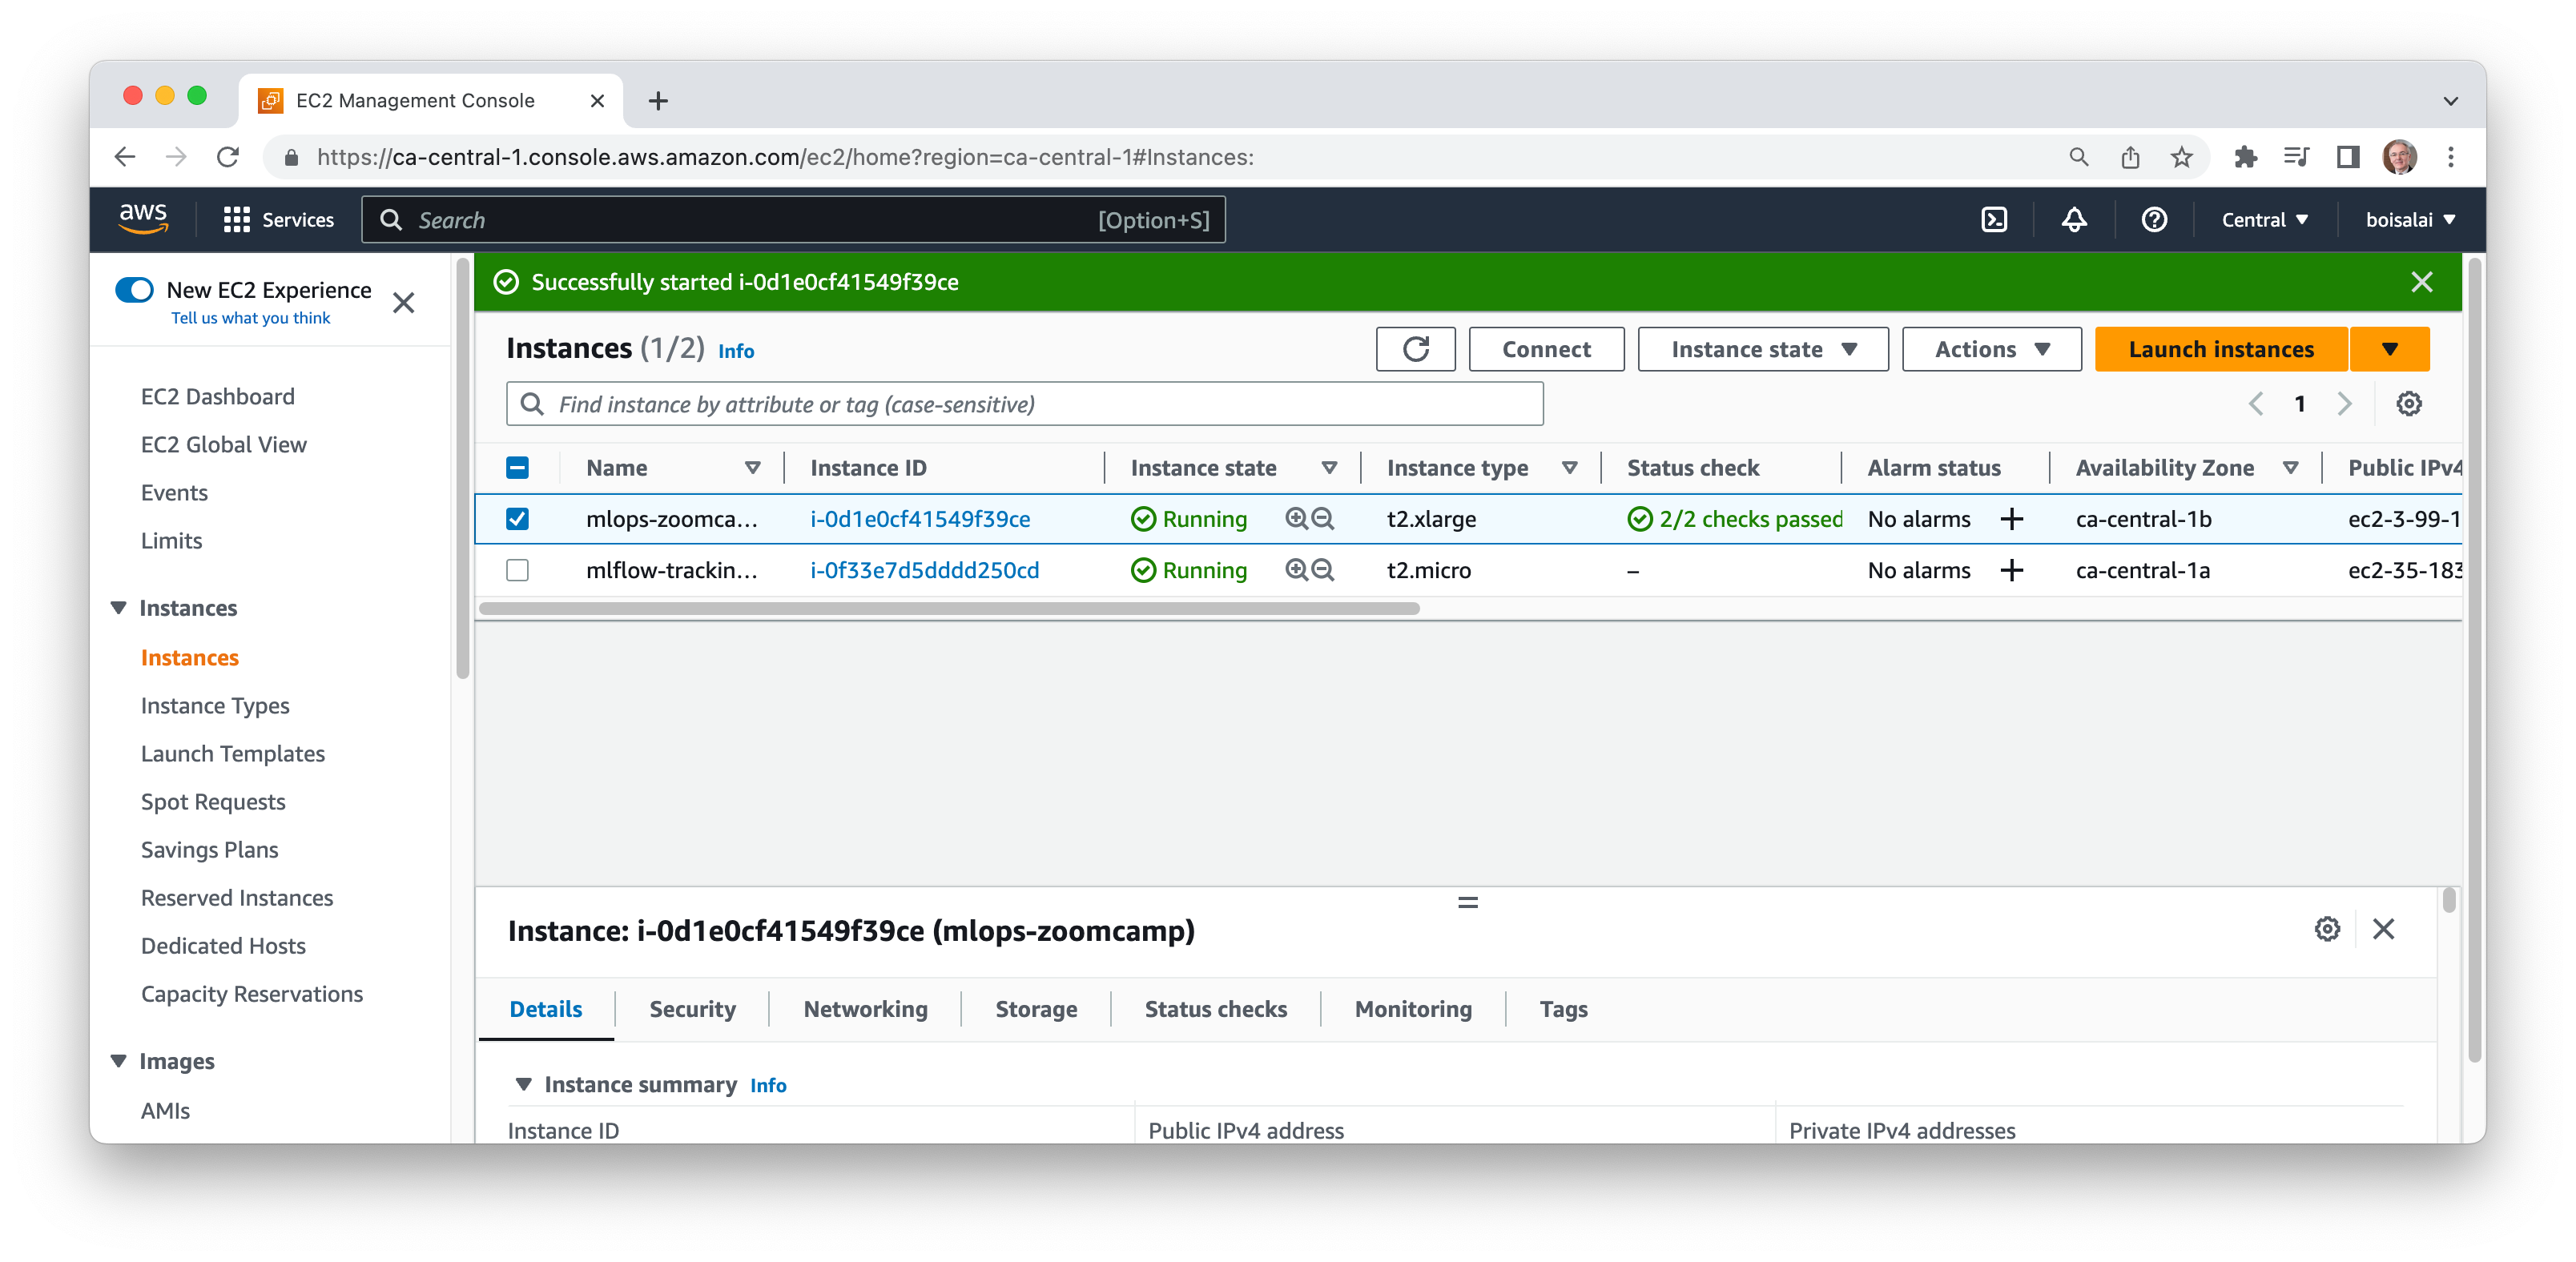 EC2 Management Console
https://ca-central-1.console.aws.amazon.com/ec2/home?region=ca-central-1#Instances:
aws Services Search [Option+S] Central boisalai
New EC2 Experience
Tell us what you think
EC2 Dashboard
EC2 Global View
Events
Limits
Instances
Instances
Instance Types
Launch Templates
Spot Requests
Savings Plans
Reserved Instances
Dedicated Hosts
Capacity Reservations
Images
AMIs
Successfully started i-0d1e0cf41549f39ce
Instances (1/2) Info Connect Instance state Actions Launch instances
Find instance by attribute or tag (case-sensitive) 1
Name Instance ID Instance state Instance type Status check Alarm status Availability Zone Public IPv4
mlops-zoomca... i-0d1e0cf41549f39ce Running t2.xlarge 2/2 checks passed No alarms ca-central-1b ec2-3-99-1
mlflow-trackin... i-0f33e7d5dddd250cd Running t2.micro – No alarms ca-central-1a ec2-35-183
Instance: i-0d1e0cf41549f39ce (mlops-zoomcamp)
Details Security Networking Storage Status checks Monitoring Tags
Instance summary Info
Instance ID Public IPv4 address Private IPv4 addresses